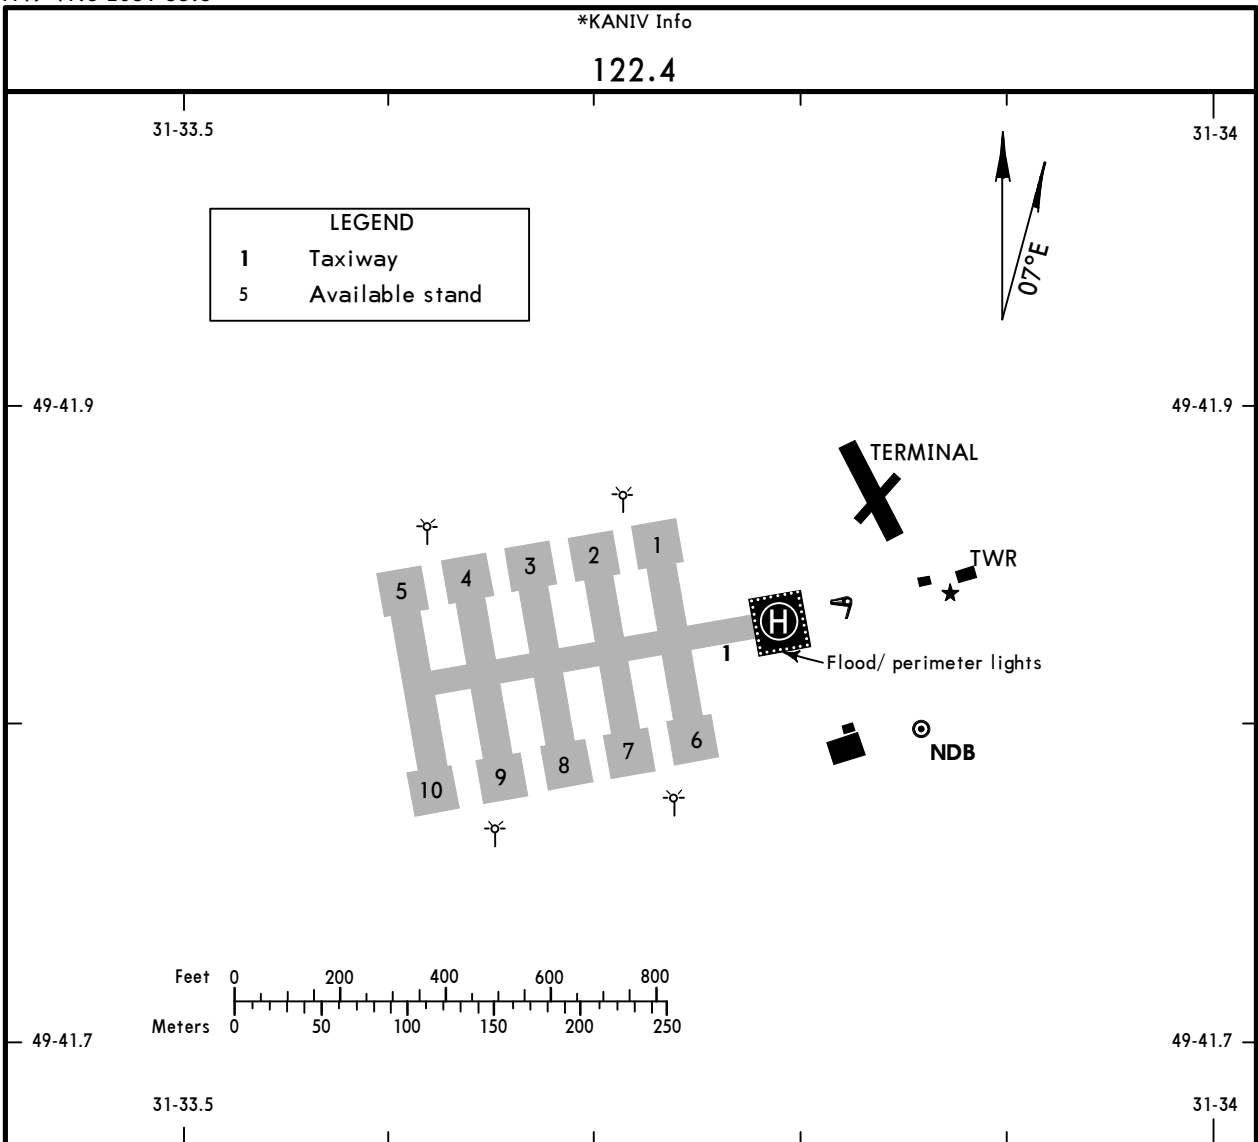 *KANIV Info
122.4
31-33.5
31-34
LEGEND
1 Taxiway
5 Available stand
07°E
49-41.9
49-41.9
TERMINAL
TWR
1
2
3
4
5
H
1
Flood/ perimeter lights
6
7
8
9
10
NDB
Feet 0 200 400 600 800
Meters 0 50 100 150 200 250
49-41.7
49-41.7
31-33.5
31-34